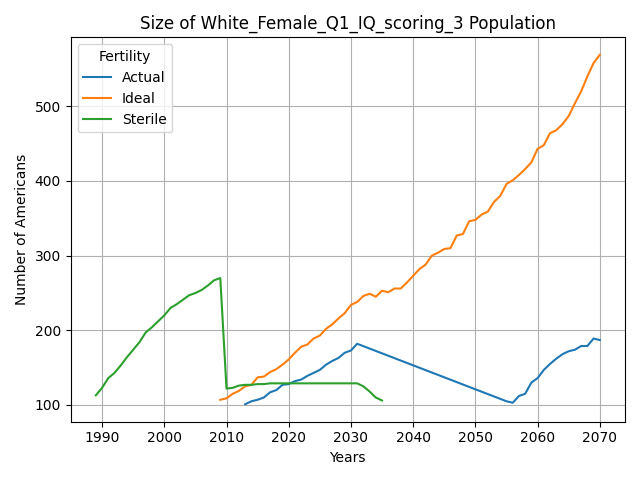 Size of White_Female_Q1_IQ_scoring_3 Population
Fertility
Actual
Ideal
Sterile
Number of Americans
500
400
300
200
100
1990 2000 2010 2020 2030 2040 2050 2060 2070
Years